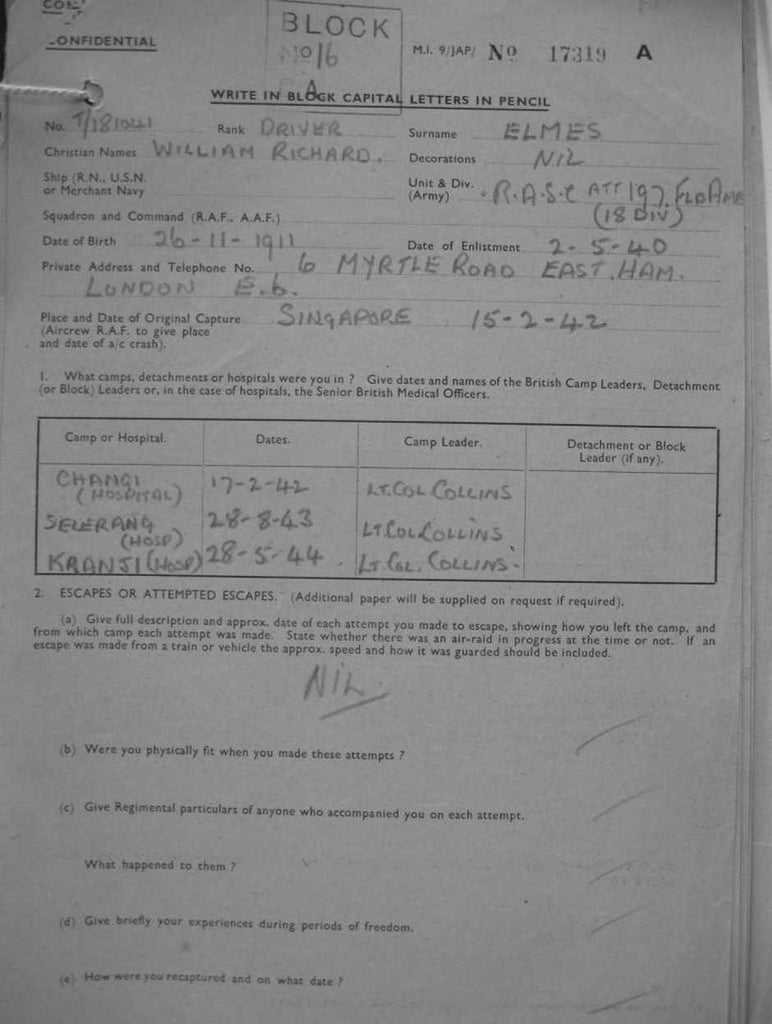 CONFIDENTIAL
BLOCK
No 16
M.I. 9/JAP/ No 17319 A
WRITE IN BLOCK CAPITAL LETTERS IN PENCIL
No. T/181041 Rank DRIVER Surname ELMES
Christian Names WILLIAM RICHARD. Decorations NIL
Ship (R.N., U.S.N. or Merchant Navy
Unit & Div. (Army) R.A.S.C ATT 197. FLD AMB
(18 DIV)
Squadron and Command (R.A.F., A.A.F.)
Date of Birth 26-11-1911 Date of Enlistment 2-5-40
Private Address and Telephone No. 6 MYRTLE ROAD EAST.HAM.
LONDON E.6.
Place and Date of Original Capture SINGAPORE 15-2-42
(Aircrew R.A.F. to give place
and date of a/c crash).
1. What camps, detachments or hospitals were you in ? Give dates and names of the British Camp Leaders, Detachment
(or Block) Leaders or, in the case of hospitals, the Senior British Medical Officers.
Camp or Hospital. Dates. Camp Leader. Detachment or Block
Leader (if any).
CHANGI 17-2-42 LT.COL COLLINS
(HOSPITAL)
SELERANG 28-8-43 LT.COL COLLINS
(HOSP)
KRANJI (HOSP) 28-5-44. LT. COL. COLLINS-
2. ESCAPES OR ATTEMPTED ESCAPES. (Additional paper will be supplied on request if required).
(a) Give full description and approx. date of each attempt you made to escape, showing how you left the camp, and
from which camp each attempt was made. State whether there was an air-raid in progress at the time or not. If an
escape was made from a train or vehicle the approx. speed and how it was guarded should be included.
NIL.
(b) Were you physically fit when you made these attempts ?
(c) Give Regimental particulars of anyone who accompanied you on each attempt.
What happened to them ?
(d) Give briefly your experiences during periods of freedom.
(e) How were you recaptured and on what date ?